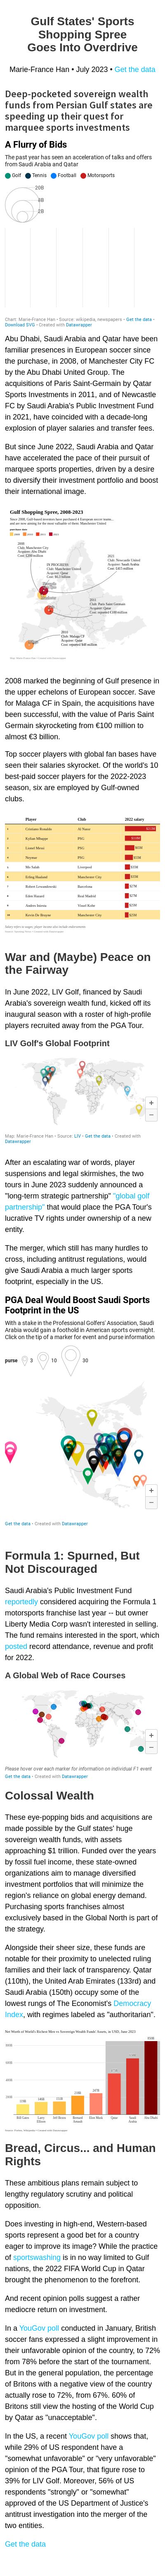 Gulf States' Sports
Shopping Spree
Goes Into Overdrive
Marie-France Han • July 2023 • Get the data
Deep-pocketed sovereign wealth
funds from Persian Gulf states are
speeding up their quest for
marquee sports investments
A Flurry of Bids
The past year has seen an acceleration of talks and offers
from Saudi Arabia and Qatar
Golf Tennis Football Motorsports
20B
4B
2B
Chart: Marie-France Han • Source: wikipedia, newspapers • Get the data •
Download SVG • Created with Datawrapper
Abu Dhabi, Saudi Arabia and Qatar have been
familiar presences in European soccer since
the purchase, in 2008, of Manchester City FC
by the Abu Dhabi United Group. The
acquisitions of Paris Saint-Germain by Qatar
Sports Investments in 2011, and of Newcastle
FC by Saudi Arabia's Public Investment Fund
in 2021, have coincided with a decade-long
explosion of player salaries and transfer fees.
But since June 2022, Saudi Arabia and Qatar
have accelerated the pace of their pursuit of
marquee sports properties, driven by a desire
to diversify their investment portfolio and boost
their international image.
Gulf Shopping Spree, 2008-2023
2008 marked the beginning of Gulf presence in
the upper echelons of European soccer. Save
for Malaga CF in Spain, the acquisitions have
been successful, with the value of Paris Saint
Germain skyrocketing from €100 million to
almost €3 billion.
Top soccer players with global fan bases have
seen their salaries skyrocket. Of the world's 10
best-paid soccer players for the 2022-2023
season, six are employed by Gulf-owned
clubs.
Player Club 2022 salary
Cristiano Ronaldo Al Nassr
Kylian Mbappé PSG
Lionel Messi PSG
Neymar PSG
Mo Salah Liverpool
Erling Haaland Manchester City
Robert Lewandowski Barcelona
Eden Hazard Real Madrid
Andres Iniesta Vissel Kobe
Kevin De Bruyne Manchester City
War and (Maybe) Peace on
the Fairway
In June 2022, LIV Golf, financed by Saudi
Arabia's sovereign wealth fund, kicked off its
inaugural season with a roster of high-profile
players recruited away from the PGA Tour.
LIV Golf's Global Footprint
+
−
Map: Marie-France Han • Source: LIV • Get the data • Created with
Datawrapper
After an escalating war of words, player
suspensions and legal skirmishes, the two
tours in June 2023 suddenly announced a
"long-term strategic partnership" "global golf
partnership" that would place the PGA Tour's
lucrative TV rights under ownership of a new
entity.
The merger, which still has many hurdles to
cross, including antitrust regulations, would
give Saudi Arabia a much larger sports
footprint, especially in the US.
PGA Deal Would Boost Saudi Sports
Footprint in the US
With a stake in the Professional Golfers' Association, Saudi
Arabia would gain a foothold in American sports overnight.
Click on the tip of a marker for event and purse information
purse 3 10 30
+
−
Get the data • Created with Datawrapper
Formula 1: Spurned, But
Not Discouraged
Saudi Arabia's Public Investment Fund
reportedly considered acquiring the Formula 1
motorsports franchise last year -- but owner
Liberty Media Corp wasn't interested in selling.
The fund remains interested in the sport, which
posted record attendance, revenue and profit
for 2022.
A Global Web of Race Courses
+
−
Please hover over each marker for information on individual F1 event
Get the data • Created with Datawrapper
Colossal Wealth
These eye-popping bids and acquisitions are
made possible by the Gulf states' huge
sovereign wealth funds, with assets
approaching $1 trillion. Funded over the years
by fossil fuel income, these state-owned
organizations aim to manage diversified
investment portfolios that will minimize the
region's reliance on global energy demand.
Purchasing sports franchises almost
exclusively based in the Global North is part of
the strategy.
Alongside their sheer size, these funds are
notable for their proximity to unelected ruling
families and their lack of transparency. Qatar
(110th), the United Arab Emirates (133rd) and
Saudi Arabia (150th) occupy some of the
lowest rungs of The Economist's Democracy
Index, with regimes labeled as "authoritarian".
Bill Gates Larry Ellison Jeff Bezos Bernard Arnault Elon Musk Qatar Saudi Arabia Abu Dhabi
Bread, Circus... and Human
Rights
These ambitious plans remain subject to
lengthy regulatory scrutiny and political
opposition.
Does investing in high-end, Western-based
sports represent a good bet for a country
eager to enhance its image? While the practice
of sportswashing is in no way limited to Gulf
nations, the 2022 FIFA World Cup in Qatar
brought the phenomenon to the forefront.
And recent opinion polls suggest a rather
mediocre return on investment.
In a YouGov poll conducted in January, British
soccer fans expressed a slight improvement in
their unfavorable opinion of the country, to 72%
from 78% before the start of the tournament.
But in the general population, the percentage
of Britons with a negative view of the country
actually rose to 72%, from 67%. 60% of
Britons still view the hosting of the World Cup
by Qatar as "unacceptable".
In the US, a recent YouGov poll shows that,
while 29% of US respondent have a
"somewhat unfavorable" or "very unfavorable"
opinion of the PGA Tour, that figure rose to
39% for LIV Golf. Moreover, 56% of US
respondents "strongly" or "somewhat"
approved of the US Department of Justice's
antitrust investigation into the merger of the
two entities.
Get the data